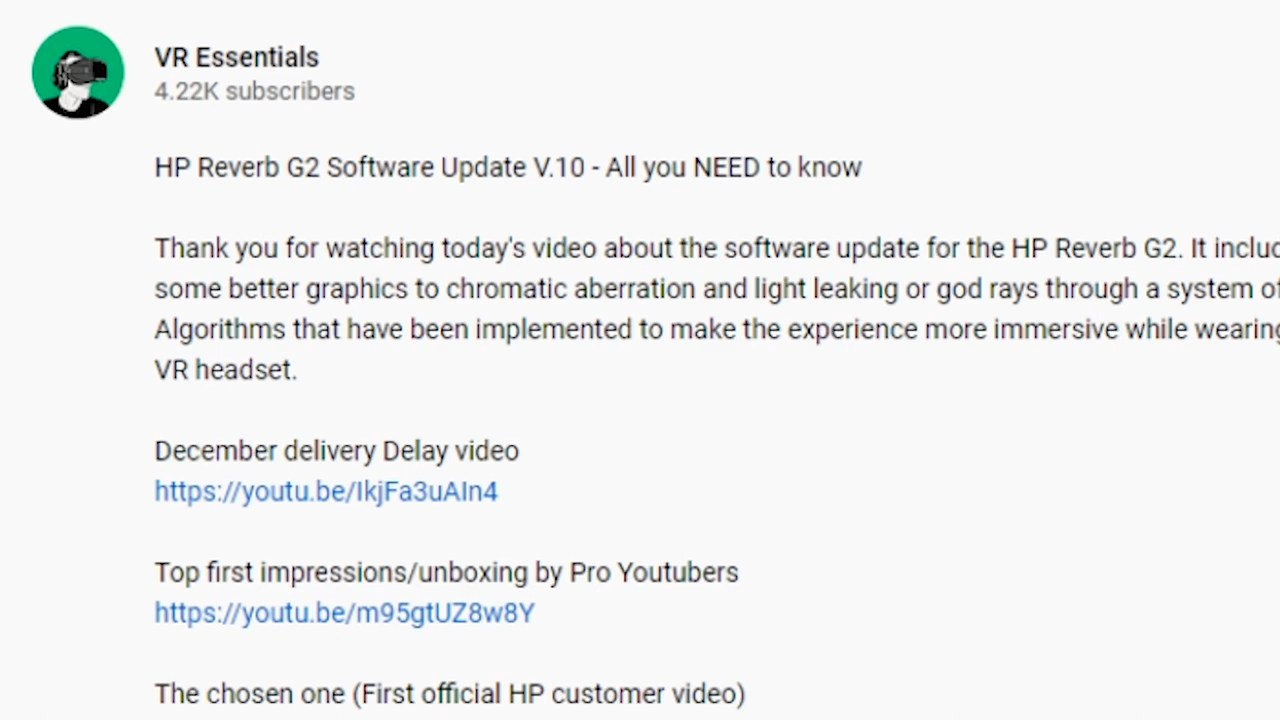 VR Essentials
4.22K subscribers
HP Reverb G2 Software Update V.10 - All you NEED to know
Thank you for watching today's video about the software update for the HP Reverb G2. It includ
some better graphics to chromatic aberration and light leaking or god rays through a system of
Algorithms that have been implemented to make the experience more immersive while wearing
VR headset.
December delivery Delay video
https://youtu.be/IkjFa3uAIn4
Top first impressions/unboxing by Pro Youtubers
https://youtu.be/m95gtUZ8w8Y
The chosen one (First official HP customer video)